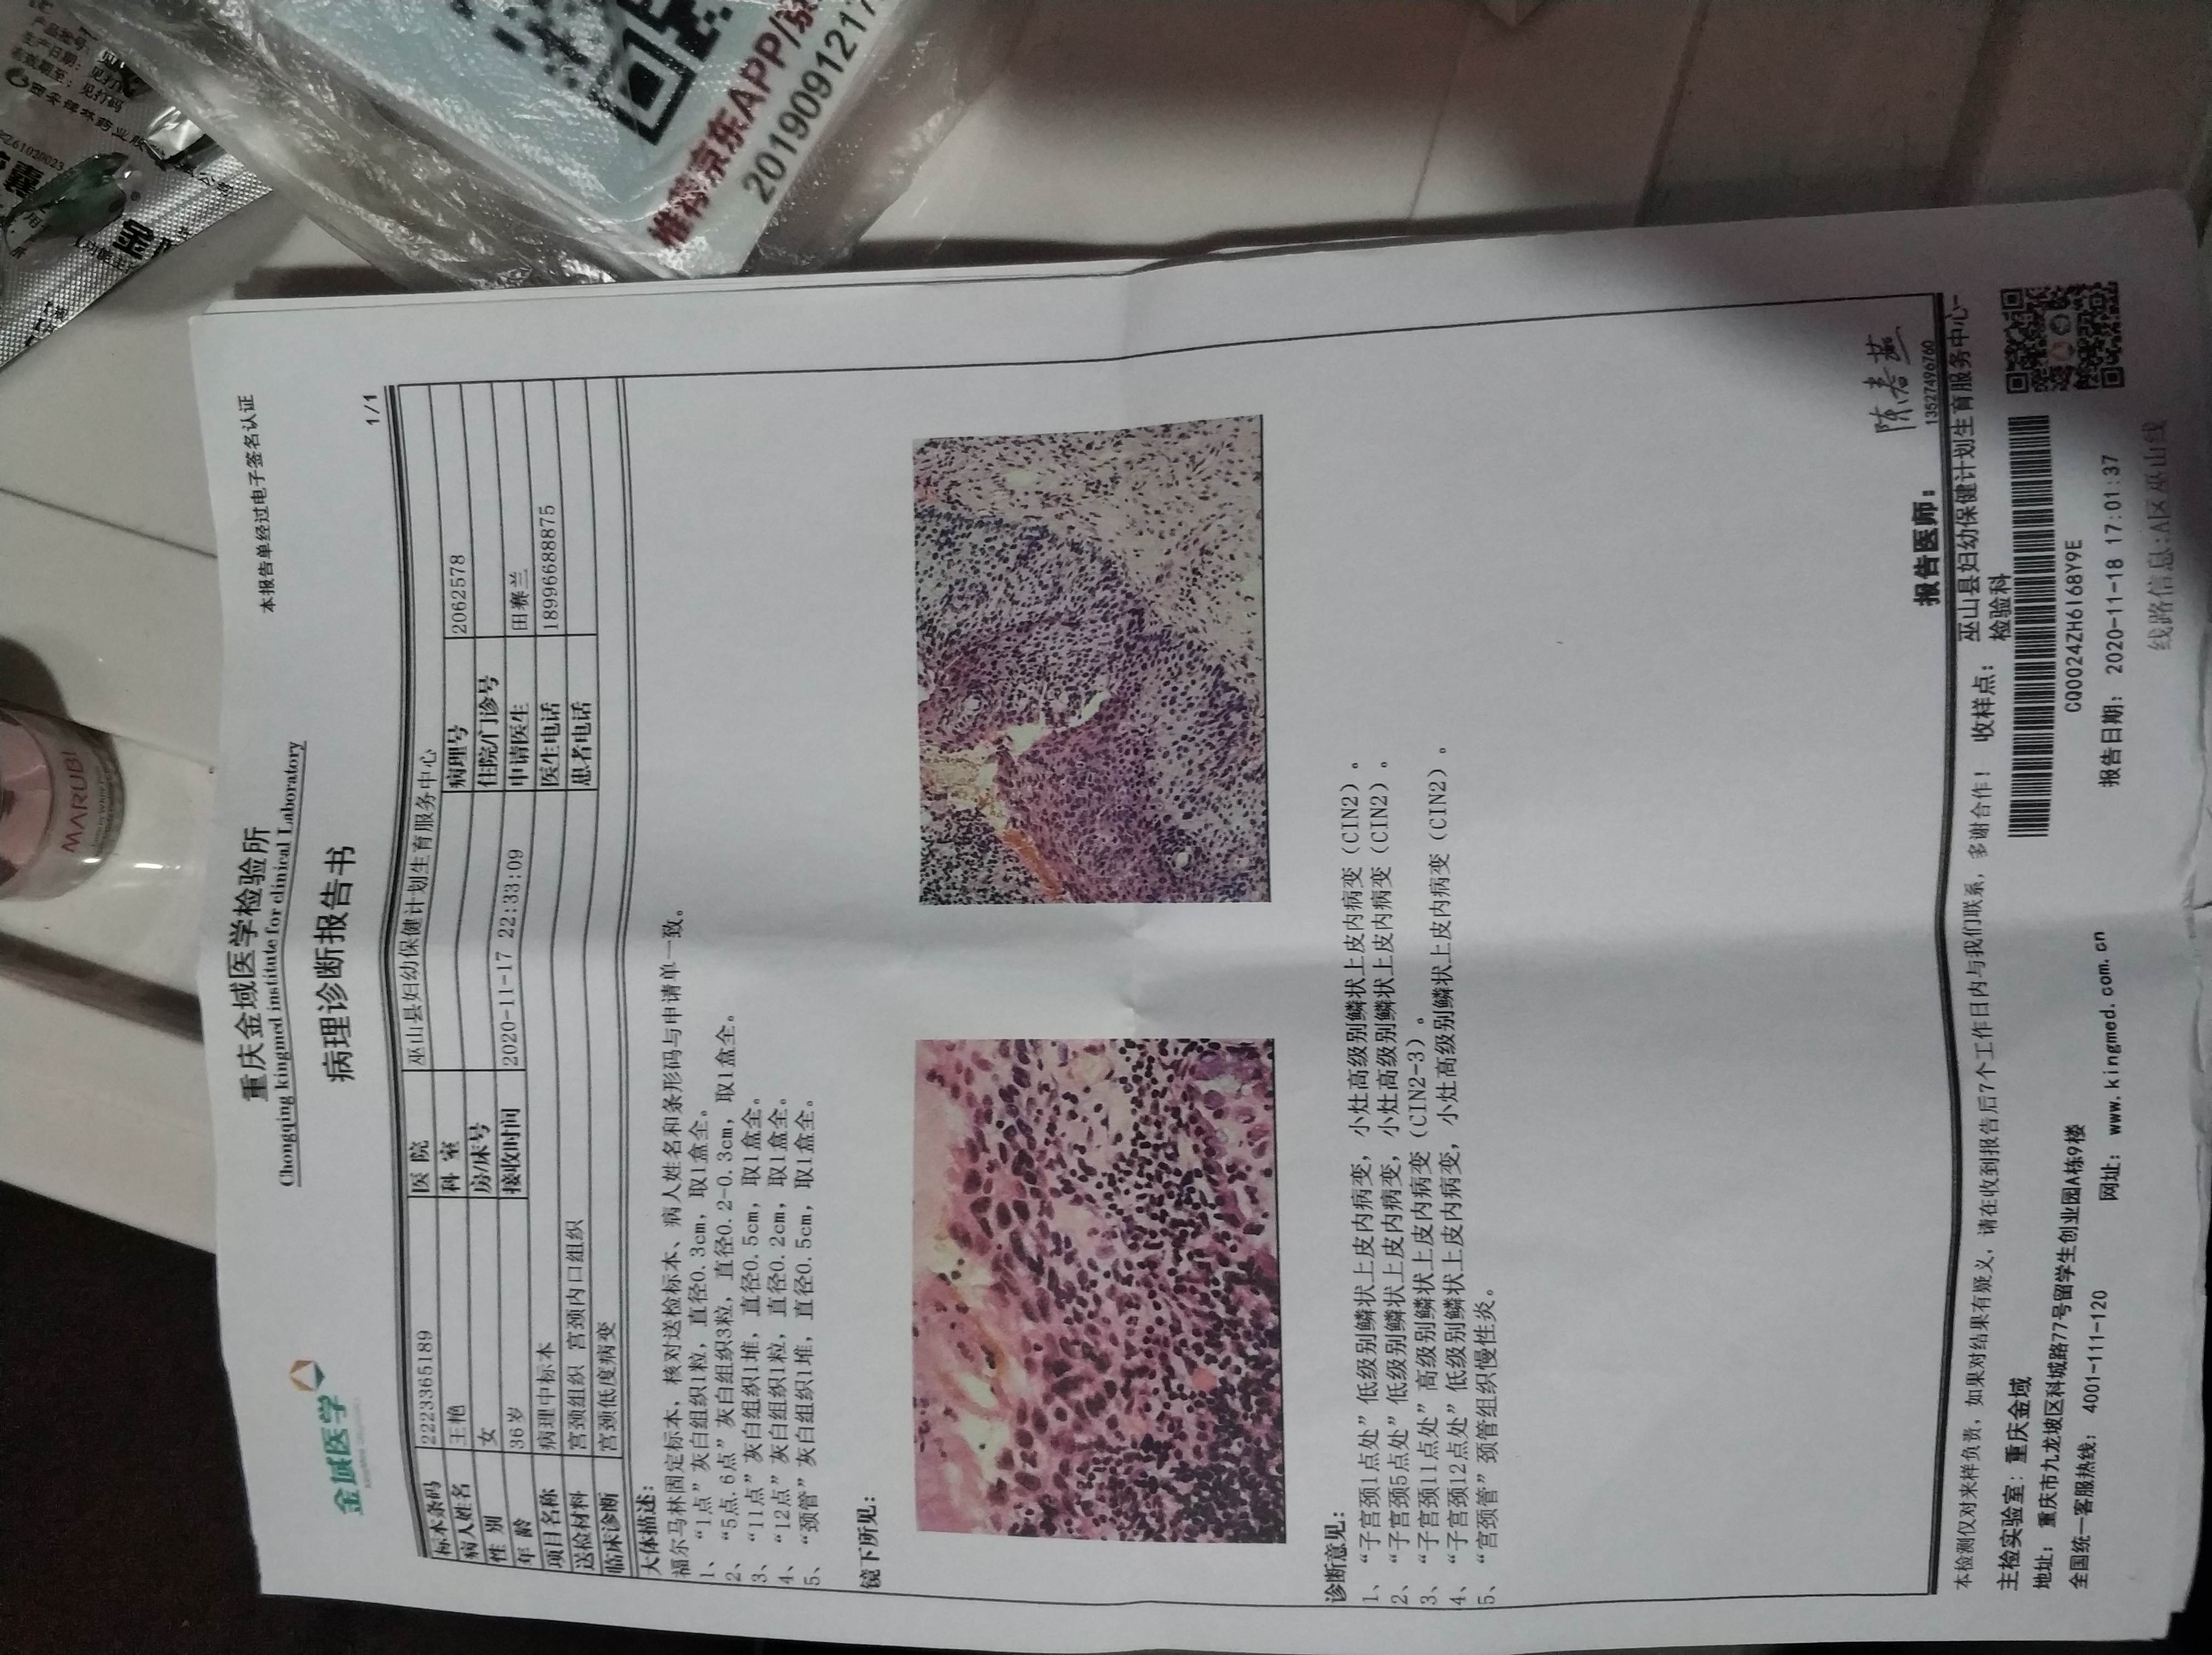 MARUBI
重庆金域医学检验所
Chongqing kingmed institute for clinical Laboratory
本报告单经过电子签名认证
金域医学
病理诊断报告书
1/1
标本条码 2223365189 医院 巫山县妇幼保健计划生育服务中心
病人姓名 王艳 科室 病理号 2062578
性别 女 房/床号 住院/门诊号
年龄 36岁 接收时间 2020-11-17 22:33:09 申请医生 田赛兰
项目名称 病理中标本 医生电话 18996688875
送检材料 宫颈组织 宫颈内口组织 患者电话
临床诊断 宫颈低度病变
大体描述:
福尔马林固定标本，核对送检标本、病人姓名和条形码与申请单一致。
1、“1点”灰白组织1粒，直径0.3cm，取1盒全。
2、“5点.6点”灰白组织3粒，直径0.2-0.3cm，取1盒全。
3、“11点”灰白组织1堆，直径0.5cm，取1盒全。
4、“12点”灰白组织1粒，直径0.2cm，取1盒全。
5、“颈管”灰白组织1堆，直径0.5cm，取1盒全。
镜下所见:
诊断意见:
1、“子宫颈1点处”低级别鳞状上皮内病变，小灶高级别鳞状上皮内病变（CIN2）。
2、“子宫颈5点处”低级别鳞状上皮内病变，小灶高级别鳞状上皮内病变（CIN2）。
3、“子宫颈11点处”高级别鳞状上皮内病变（CIN2-3）。
4、“子宫颈12点处”低级别鳞状上皮内病变，小灶高级别鳞状上皮内病变（CIN2）。
5、“宫颈管”颈管组织慢性炎。
报告医师: 陈春燕
13527496760
本检测仅对来样负责，如果对结果有疑义，请在收到报告后7个工作日内与我们联系，多谢合作！
收样点: 巫山县妇幼保健计划生育服务中心-
检验科
主检实验室: 重庆金域
地址: 重庆市九龙坡区科城路77号留学生创业园A栋9楼
全国统一客服热线: 4001-111-120
网址: www.kingmed.com.cn
CQ0024ZH6I68Y9E
报告日期: 2020-11-18 17:01:37
线路信息:A区巫山线
推荐京东APP/京
2019091217